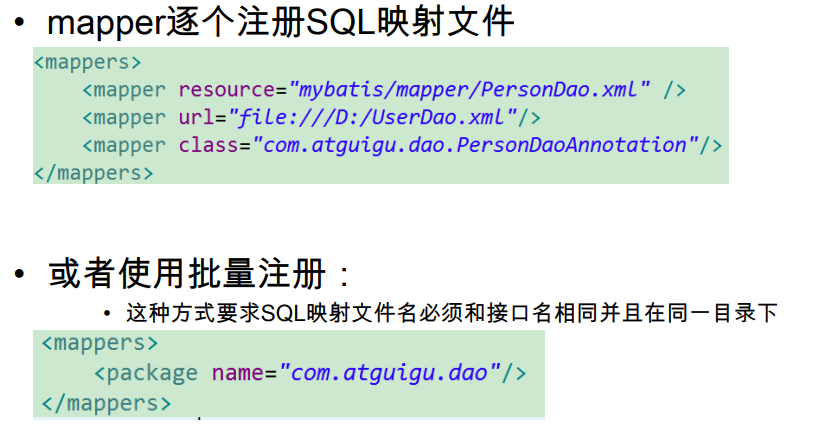 • mapper逐个注册SQL映射文件
<mappers>
    <mapper resource="mybatis/mapper/PersonDao.xml" />
    <mapper url="file:///D:/UserDao.xml"/>
    <mapper class="com.atguigu.dao.PersonDaoAnnotation"/>
</mappers>
• 或者使用批量注册：
• 这种方式要求SQL映射文件名必须和接口名相同并且在同一目录下
<mappers>
    <package name="com.atguigu.dao"/>
</mappers>